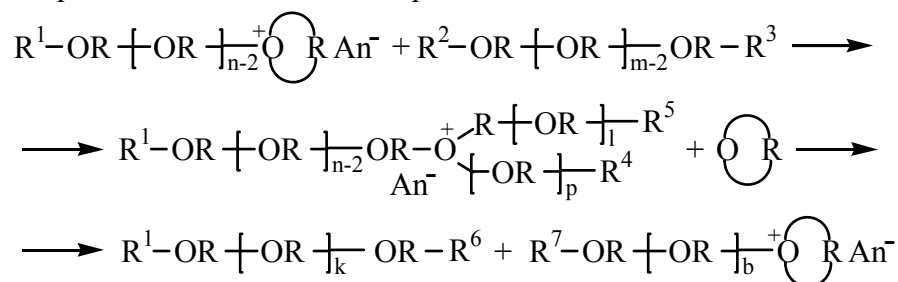 R¹–OR–[OR]n-2–O⁺ R An⁻ + R²–OR–[OR]m-2–OR–R³ ⟶
⟶ R¹–OR–[OR]n-2–OR–O⁺ R–[OR]l–R⁵ [OR]p–R⁴ An⁻ + O R ⟶
⟶ R¹–OR–[OR]k–OR–R⁶ + R⁷–OR–[OR]b–O⁺ R An⁻